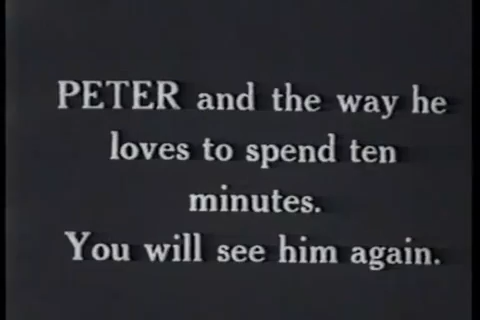 PETER and the way he
loves to spend ten
minutes.
You will see him again.